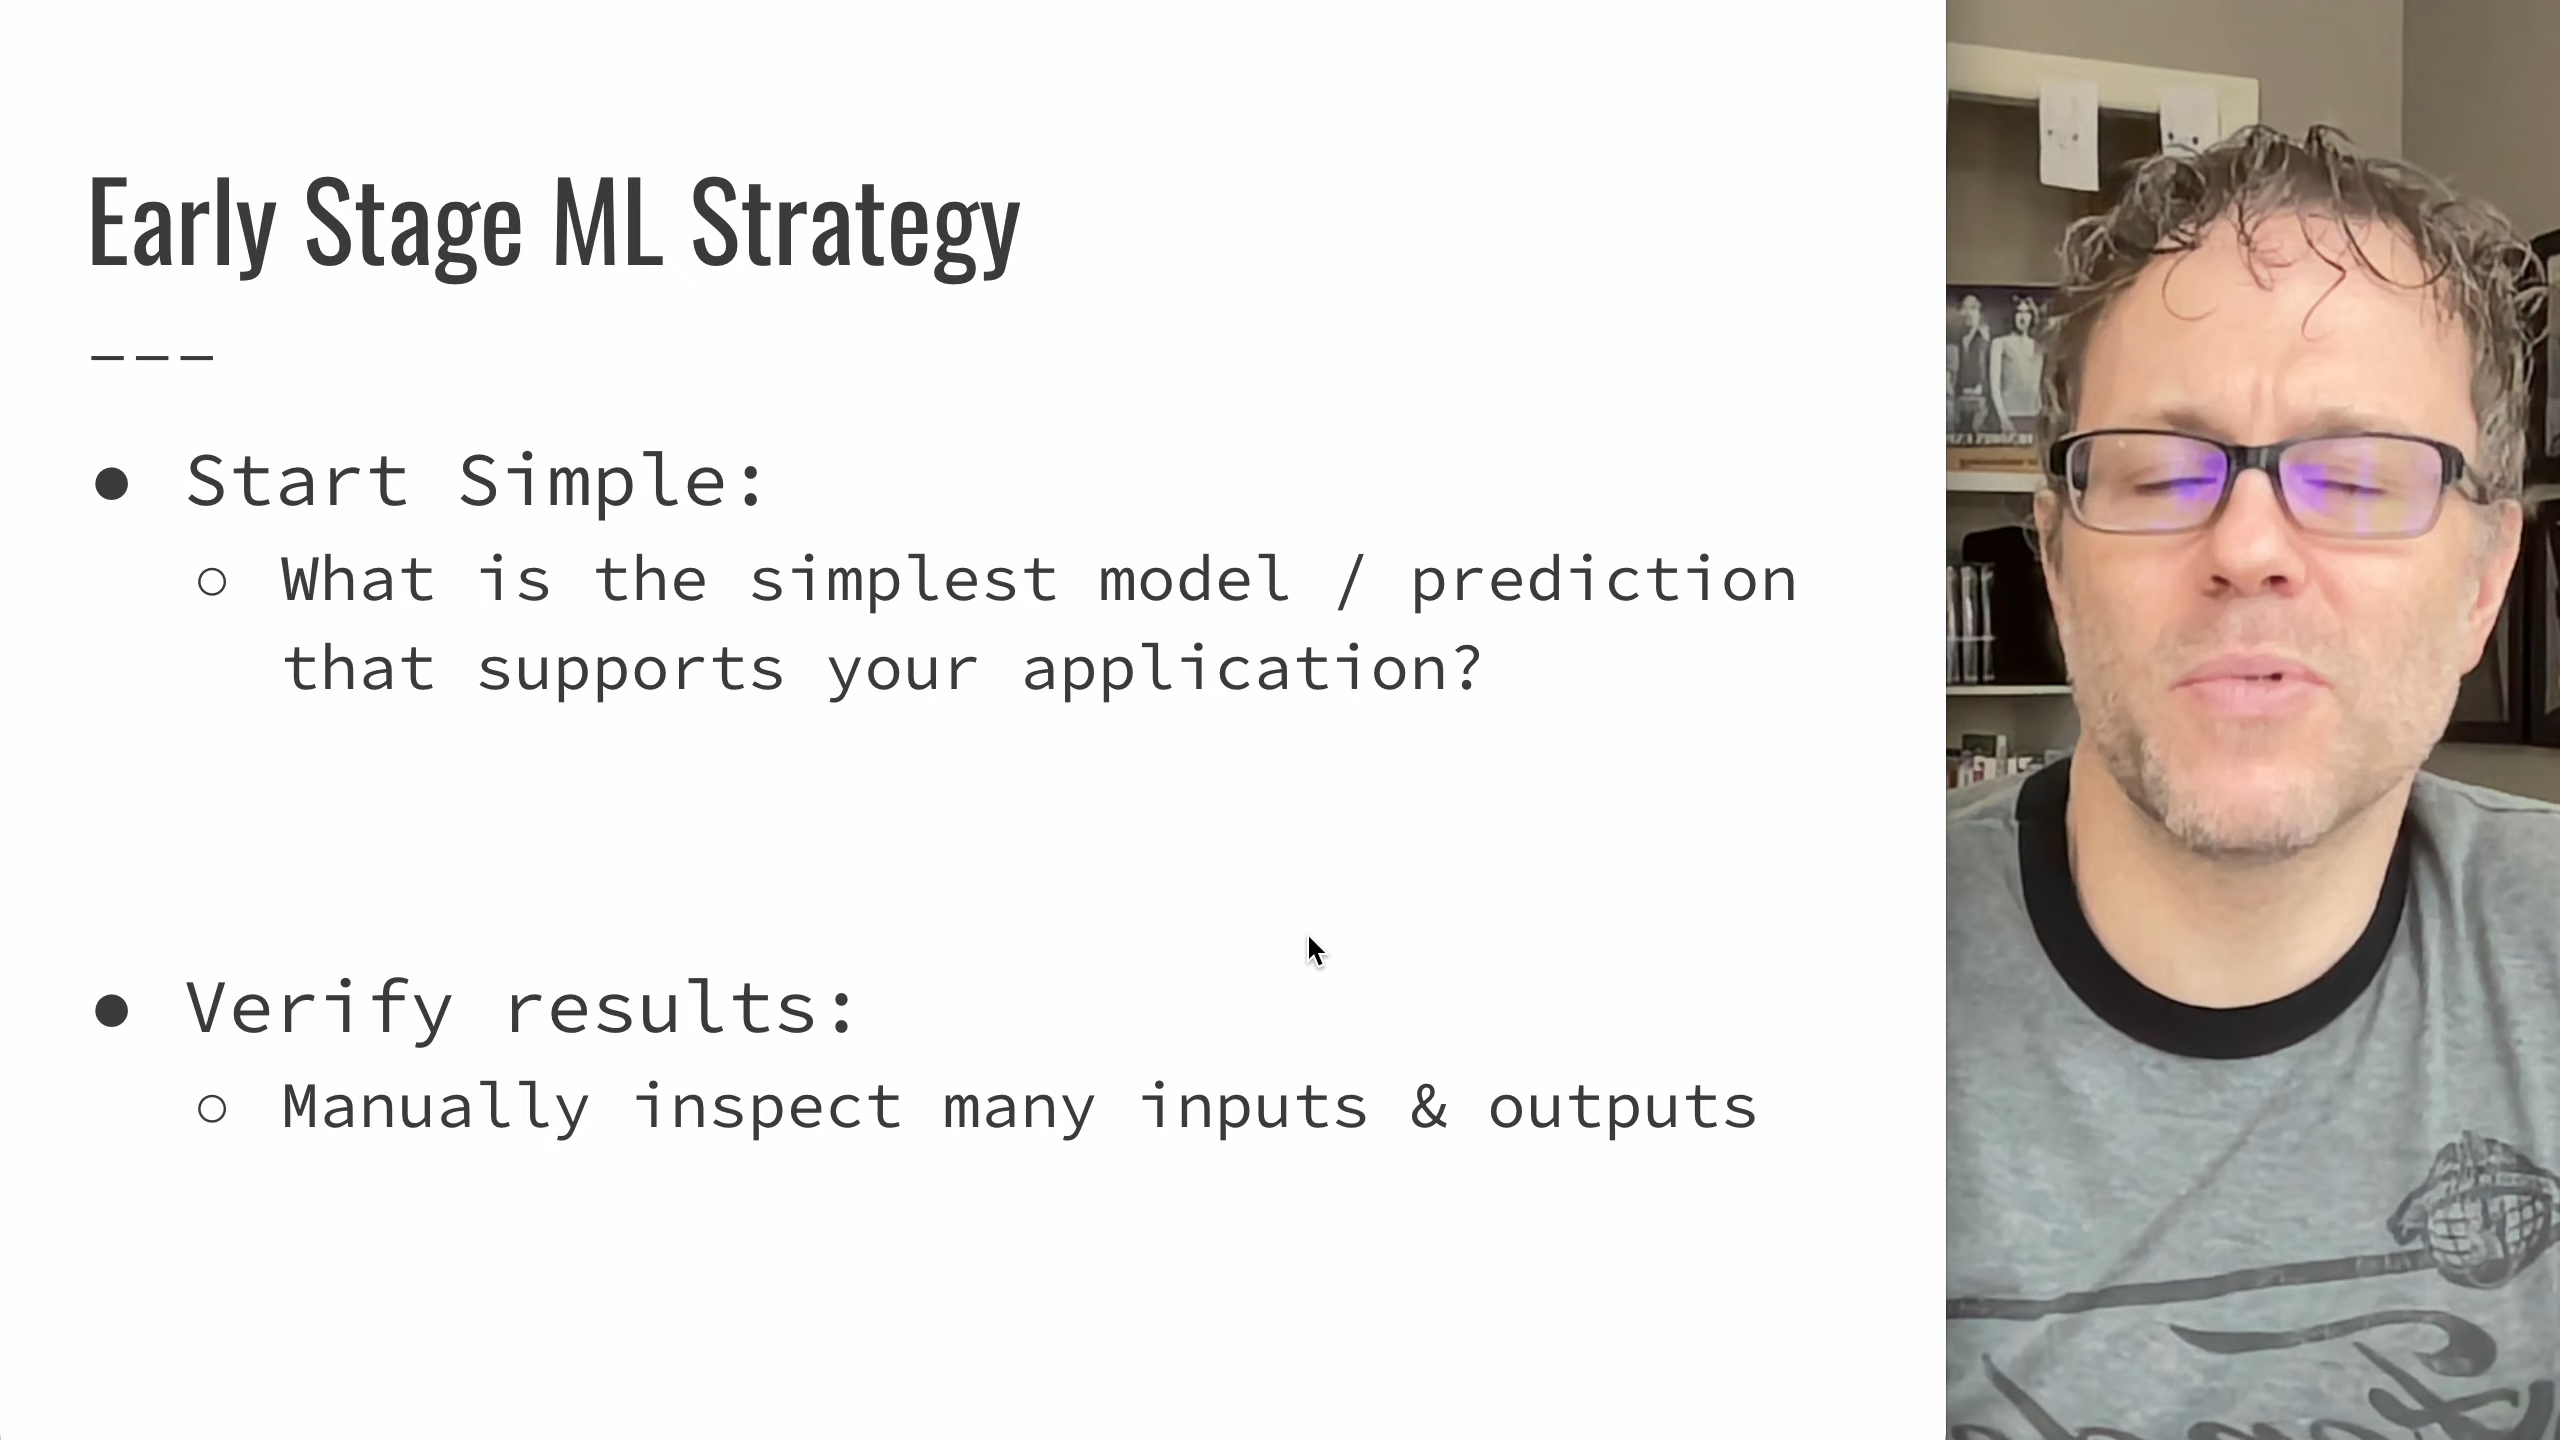 Early Stage ML Strategy
---
● Start Simple:
○ What is the simplest model / prediction
that supports your application?
● Verify results:
○ Manually inspect many inputs & outputs